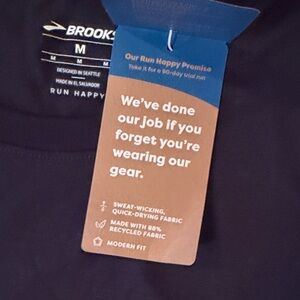 BROOKS
M
M M M
DESIGNED IN SEATTLE
MADE IN EL SALVADOR
RUN HAPPY
Our Run Happy Promise
Take it for a 90-day trial run
We've done
our job if you
forget you're
wearing our
gear.
SWEAT-WICKING,
QUICK-DRYING FABRIC
MADE WITH 88%
RECYCLED FABRIC
MODERN FIT